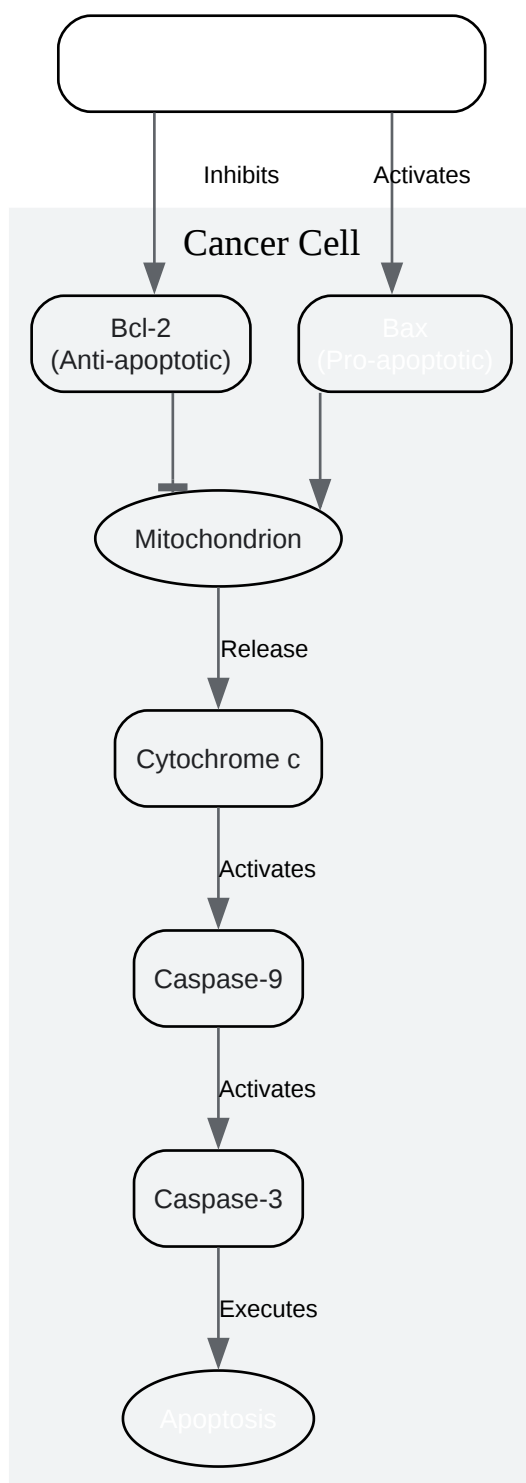 Inhibits
Activates
Cancer Cell
Bcl-2
(Anti-apoptotic)
Bax
(Pro-apoptotic)
Mitochondrion
Release
Cytochrome c
Activates
Caspase-9
Activates
Caspase-3
Executes
Apoptosis